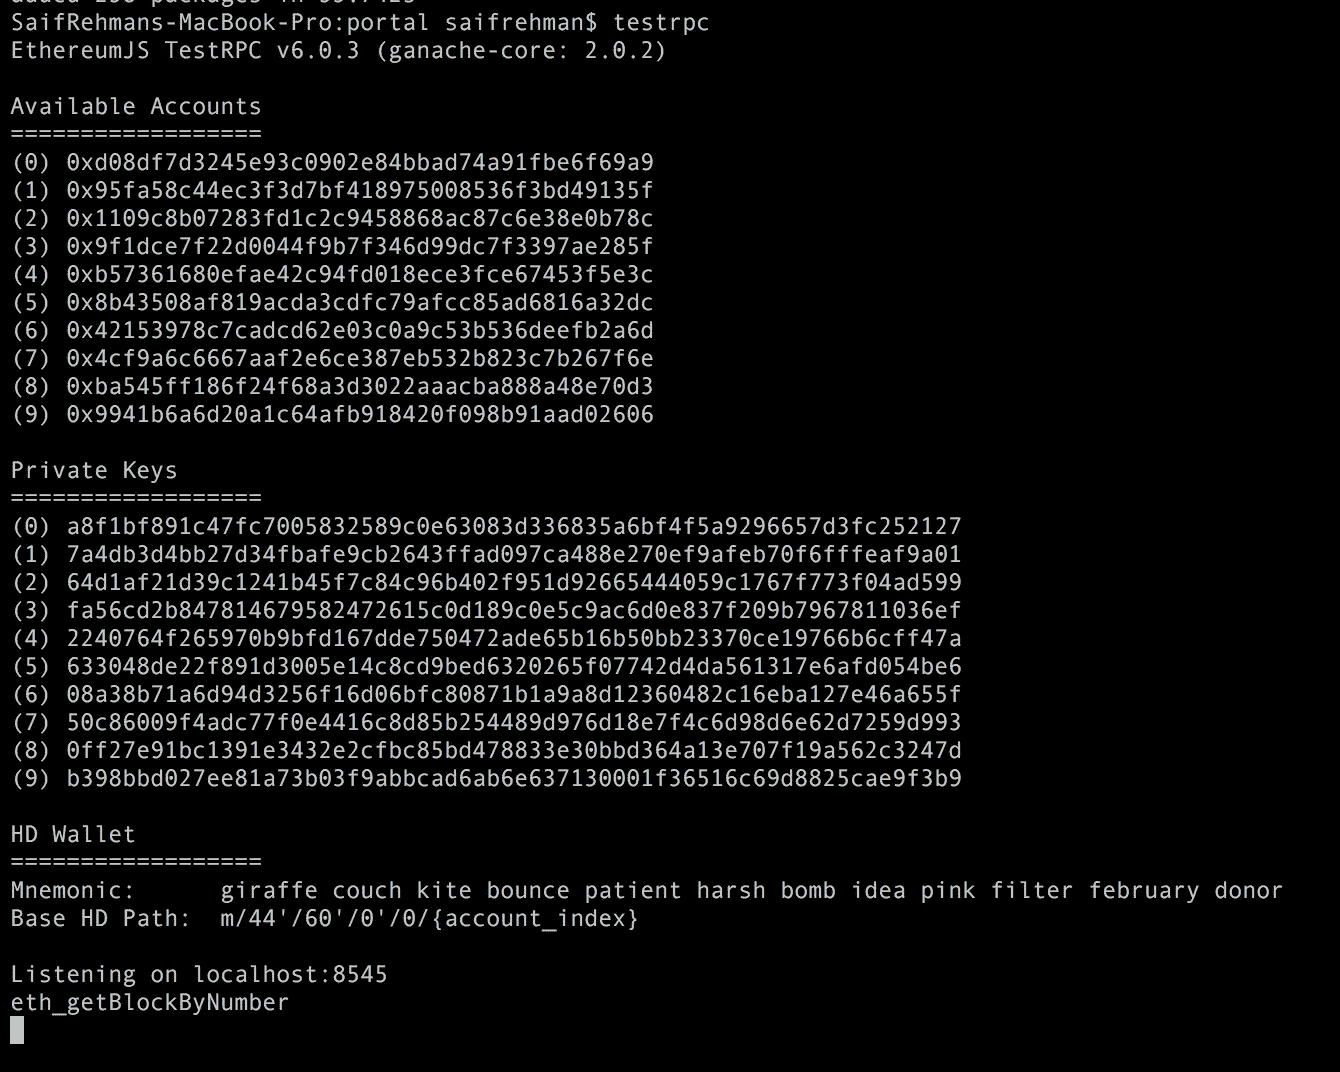 SaifRehmans-MacBook-Pro:portal saifrehman$ testrpc
EthereumJS TestRPC v6.0.3 (ganache-core: 2.0.2)
Available Accounts
==================
(0) 0xd08df7d3245e93c0902e84bbad74a91fbe6f69a9
(1) 0x95fa58c44ec3f3d7bf418975008536f3bd49135f
(2) 0x1109c8b07283fd1c2c9458868ac87c6e38e0b78c
(3) 0x9f1dce7f22d0044f9b7f346d99dc7f3397ae285f
(4) 0xb57361680efae42c94fd018ece3fce67453f5e3c
(5) 0x8b43508af819acda3cdfc79afcc85ad6816a32dc
(6) 0x42153978c7cadcd62e03c0a9c53b536deefb2a6d
(7) 0x4cf9a6c6667aaf2e6ce387eb532b823c7b267f6e
(8) 0xba545ff186f24f68a3d3022aaacba888a48e70d3
(9) 0x9941b6a6d20a1c64afb918420f098b91aad02606
Private Keys
==================
(0) a8f1bf891c47fc7005832589c0e63083d336835a6bf4f5a9296657d3fc252127
(1) 7a4db3d4bb27d34fbafe9cb2643ffad097ca488e270ef9afeb70f6fffeaf9a01
(2) 64d1af21d39c1241b45f7c84c96b402f951d92665444059c1767f773f04ad599
(3) fa56cd2b847814679582472615c0d189c0e5c9ac6d0e837f209b7967811036ef
(4) 2240764f265970b9bfd167dde750472ade65b16b50bb23370ce19766b6cff47a
(5) 633048de22f891d3005e14c8cd9bed6320265f07742d4da561317e6afd054be6
(6) 08a38b71a6d94d3256f16d06bfc80871b1a9a8d12360482c16eba127e46a655f
(7) 50c86009f4adc77f0e4416c8d85b254489d976d18e7f4c6d98d6e62d7259d993
(8) 0ff27e91bc1391e3432e2cfbc85bd478833e30bbd364a13e707f19a562c3247d
(9) b398bbd027ee81a73b03f9abbcad6ab6e637130001f36516c69d8825cae9f3b9
HD Wallet
==================
Mnemonic:      giraffe couch kite bounce patient harsh bomb idea pink filter february donor
Base HD Path:  m/44'/60'/0'/0/{account_index}
Listening on localhost:8545
eth_getBlockByNumber